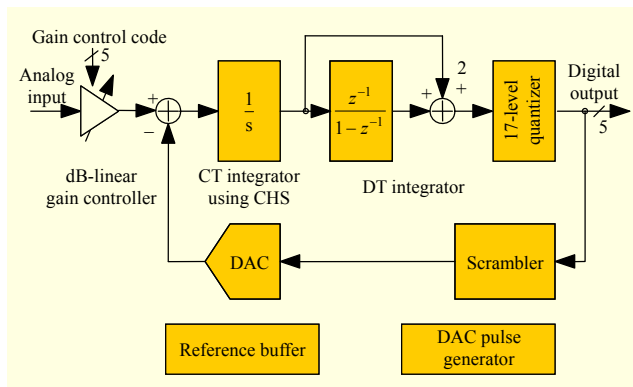 Gain control code
5
Analog
input
+
−
dB-linear
gain controller
1
s
CT integrator
using CHS
z⁻¹
1 − z⁻¹
DT integrator
+
2
+
17-level
quantizer
Digital
output
5
DAC
Scrambler
Reference buffer
DAC pulse
generator